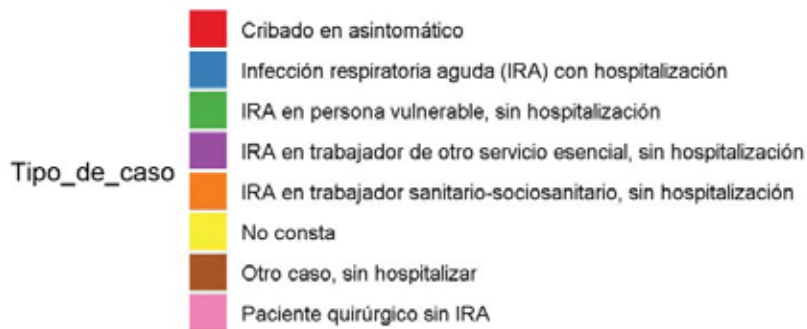 Cribado en asintomático
Infección respiratoria aguda (IRA) con hospitalización
IRA en persona vulnerable, sin hospitalización
IRA en trabajador de otro servicio esencial, sin hospitalización
Tipo_de_caso
IRA en trabajador sanitario-sociosanitario, sin hospitalización
No consta
Otro caso, sin hospitalizar
Paciente quirúrgico sin IRA